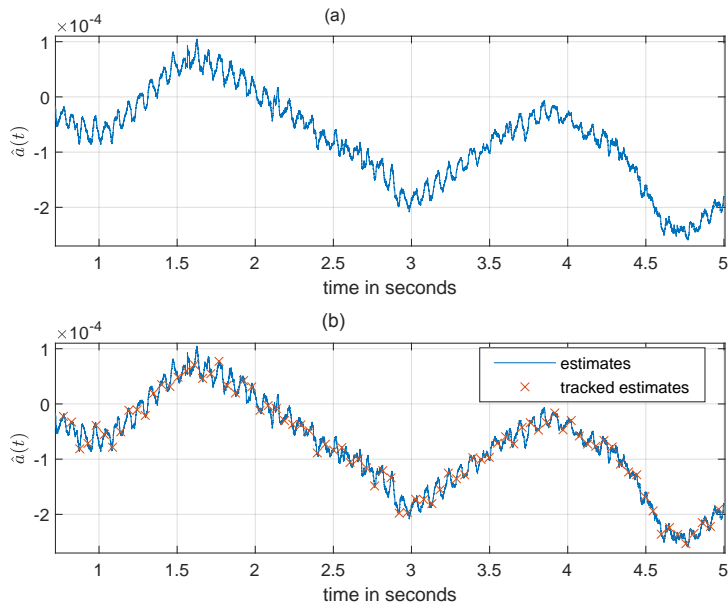 (a)
×10⁻⁴
1
0
-1
-2
â(t)
1 1.5 2 2.5 3 3.5 4 4.5 5
time in seconds
(b)
×10⁻⁴
1
0
-1
-2
â(t)
estimates
tracked estimates
1 1.5 2 2.5 3 3.5 4 4.5 5
time in seconds